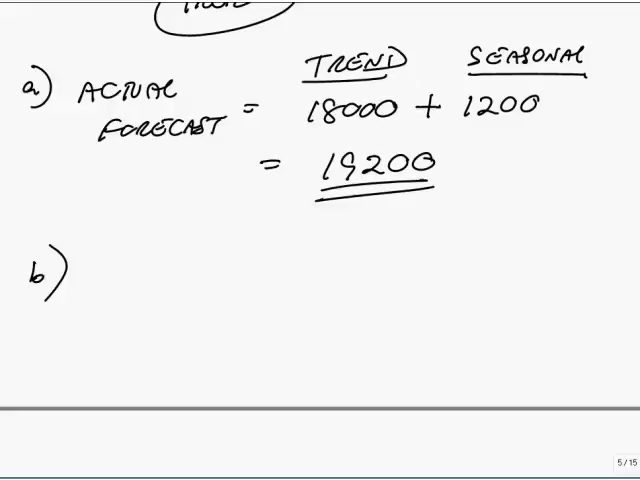 a) ACTUAL FORECAST
TREND SEASONAL
= 18000 + 1200
= 19200
b)
5 / 15